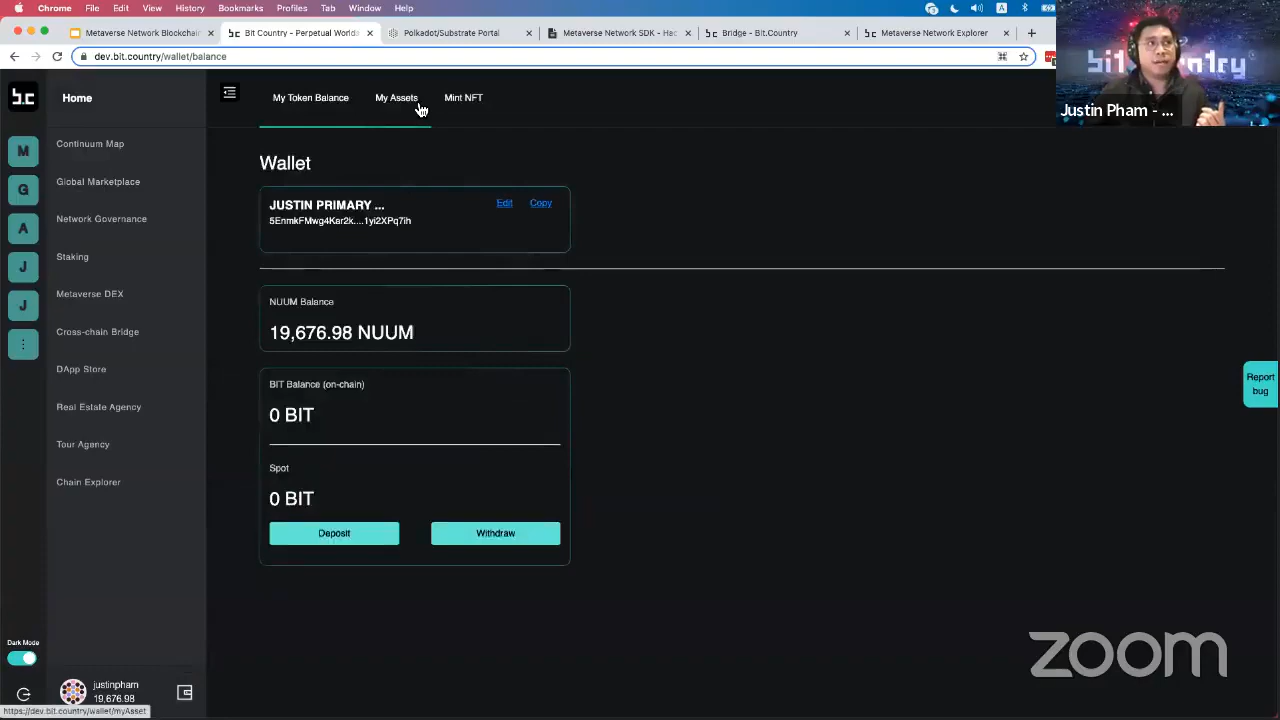 Chrome File Edit View History Bookmarks Profiles Tab Window Help
Metaverse Network Blockchain Bit Country - Perpetual Worlds Polkadot/Substrate Portal Metaverse Network SDK - Hac Bridge - Bit.Country Metaverse Network Explorer
dev.bit.country/wallet/balance
bit country
Justin Pham - ...
b.c Home
My Token Balance My Assets Mint NFT
M
G
A
J
J
Continuum Map
Global Marketplace
Network Governance
Staking
Metaverse DEX
Cross-chain Bridge
DApp Store
Real Estate Agency
Tour Agency
Chain Explorer
Wallet
JUSTIN PRIMARY ... Edit Copy
5EnmkFMwg4Kar2k....1yi2XPq7ih
NUUM Balance
19,676.98 NUUM
BIT Balance (on-chain)
0 BIT
Spot
0 BIT
Deposit Withdraw
Report
bug
Dark Mode
justinpham
19,676.98
https://dev.bit.country/wallet/myAsset
zoom